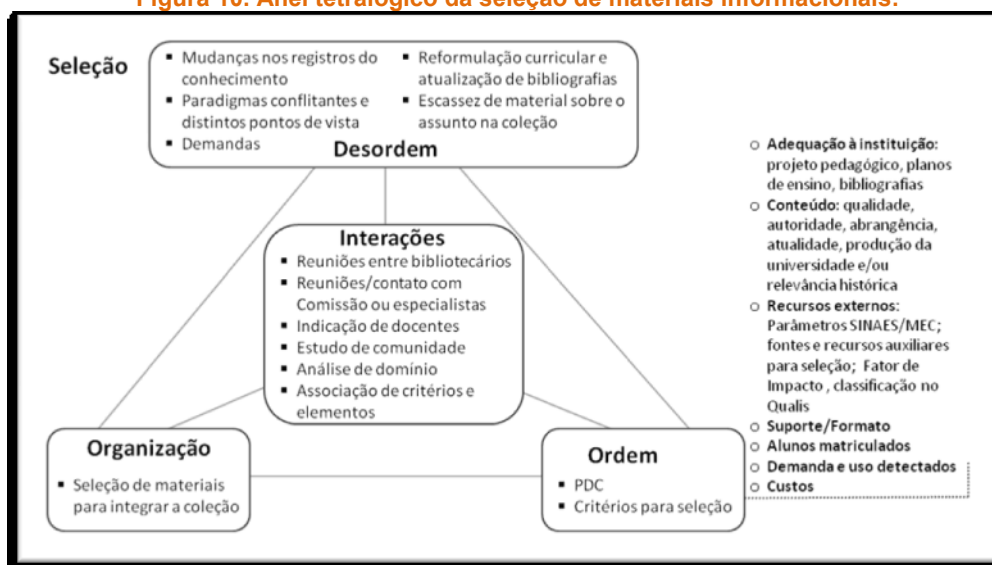 Figura 10: Anel tetralógico da seleção de materiais informacionais.
Seleção
▪ Mudanças nos registros do
conhecimento
▪ Paradigmas conflitantes e
distintos pontos de vista
▪ Demandas
▪ Reformulação curricular e
atualização de bibliografias
▪ Escassez de material sobre o
assunto na coleção
Desordem
Interações
▪ Reuniões entre bibliotecários
▪ Reuniões/contato com
Comissão ou especialistas
▪ Indicação de docentes
▪ Estudo de comunidade
▪ Análise de domínio
▪ Associação de critérios e
elementos
Organização
▪ Seleção de materiais
para integrar a coleção
Ordem
▪ PDC
▪ Critérios para seleção
o Adequação à instituição:
projeto pedagógico, planos
de ensino, bibliografias
o Conteúdo: qualidade,
autoridade, abrangência,
atualidade, produção da
universidade e/ou
relevância histórica
o Recursos externos:
Parâmetros SINAES/MEC;
fontes e recursos auxiliares
para seleção; Fator de
Impacto , classificação no
Qualis
o Suporte/Formato
o Alunos matriculados
o Demanda e uso detectados
o Custos